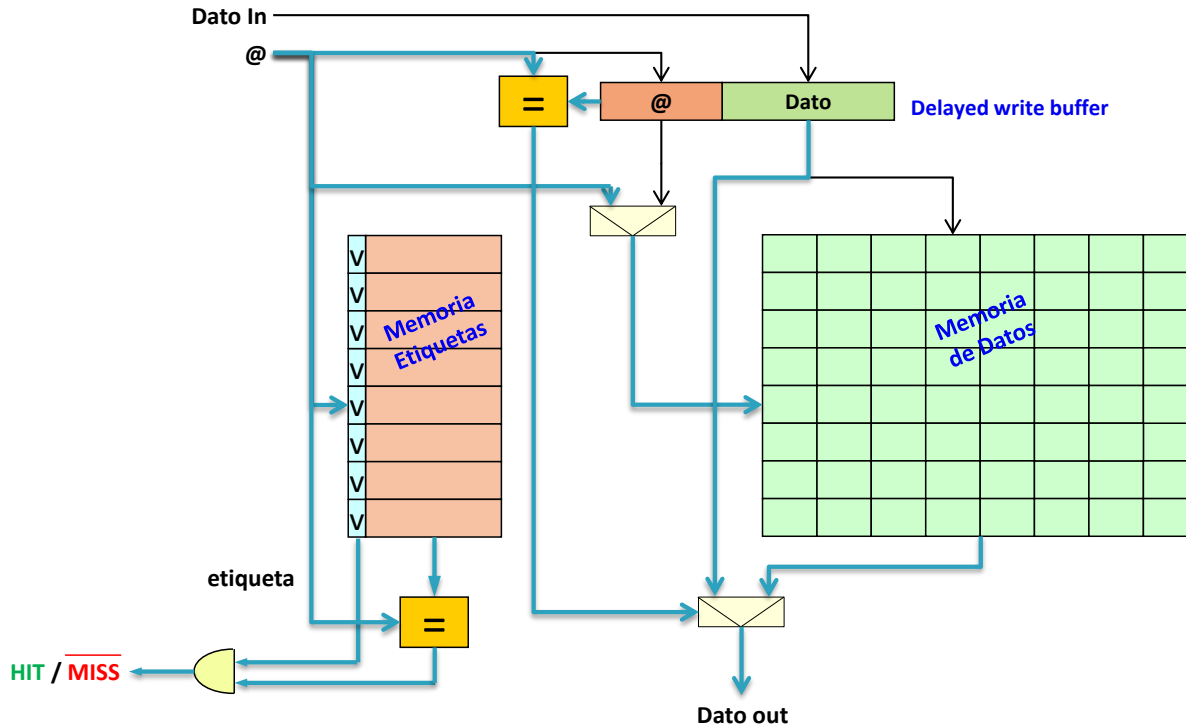 Dato In
@
=
@
Dato
Delayed write buffer
V
V
V
V
V
V
V
V
Memoria
Etiquetas
Memoria
de Datos
etiqueta
=
HIT / MISS
Dato out